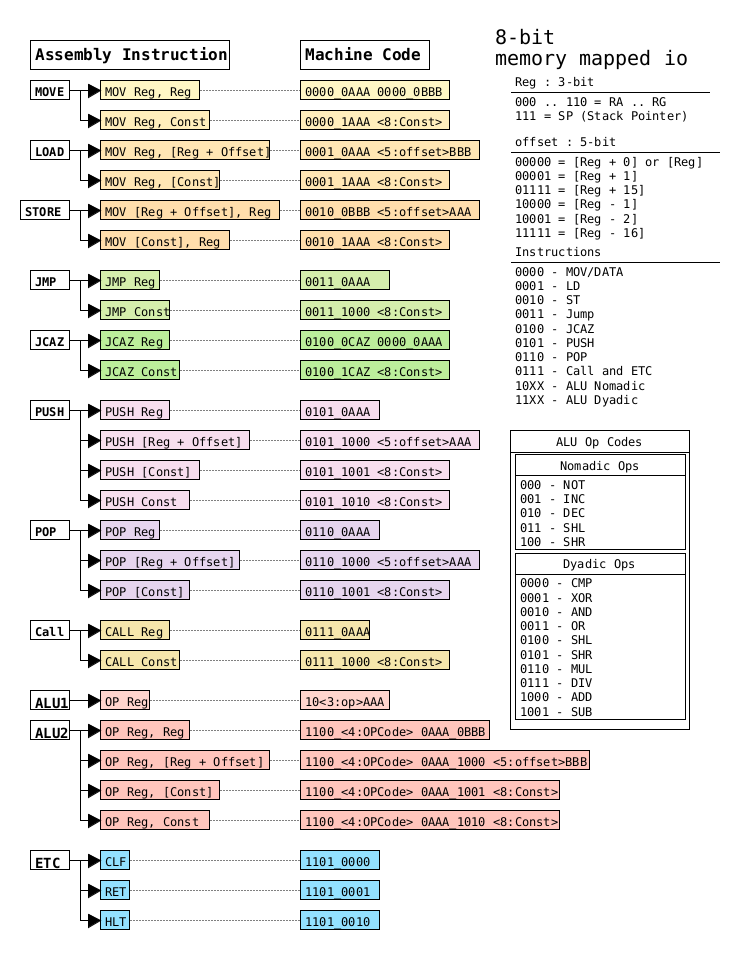 8-bit
memory mapped io
Assembly Instruction Machine Code
MOVE MOV Reg, Reg 0000_0AAA 0000_0BBB
MOV Reg, Const 0000_1AAA <8:Const>
LOAD MOV Reg, [Reg + Offset] 0001_0AAA <5:offset>BBB
MOV Reg, [Const] 0001_1AAA <8:Const>
STORE MOV [Reg + Offset], Reg 0010_0BBB <5:offset>AAA
MOV [Const], Reg 0010_1AAA <8:Const>
JMP JMP Reg 0011_0AAA
JMP Const 0011_1000 <8:Const>
JCAZ JCAZ Reg 0100_0CAZ 0000_0AAA
JCAZ Const 0100_1CAZ <8:Const>
PUSH PUSH Reg 0101_0AAA
PUSH [Reg + Offset] 0101_1000 <5:offset>AAA
PUSH [Const] 0101_1001 <8:Const>
PUSH Const 0101_1010 <8:Const>
POP POP Reg 0110_0AAA
POP [Reg + Offset] 0110_1000 <5:offset>AAA
POP [Const] 0110_1001 <8:Const>
Call CALL Reg 0111_0AAA
CALL Const 0111_1000 <8:Const>
ALU1 OP Reg 10<3:op>AAA
ALU2 OP Reg, Reg 1100_<4:OPCode> 0AAA_0BBB
OP Reg, [Reg + Offset] 1100_<4:OPCode> 0AAA_1000 <5:offset>BBB
OP Reg, [Const] 1100_<4:OPCode> 0AAA_1001 <8:Const>
OP Reg, Const 1100_<4:OPCode> 0AAA_1010 <8:Const>
ETC CLF 1101_0000
RET 1101_0001
HLT 1101_0010
Reg : 3-bit
000 .. 110 = RA .. RG
111 = SP (Stack Pointer)
offset : 5-bit
00000 = [Reg + 0] or [Reg]
00001 = [Reg + 1]
01111 = [Reg + 15]
10000 = [Reg - 1]
10001 = [Reg - 2]
11111 = [Reg - 16]
Instructions
0000 - MOV/DATA
0001 - LD
0010 - ST
0011 - Jump
0100 - JCAZ
0101 - PUSH
0110 - POP
0111 - Call and ETC
10XX - ALU Nomadic
11XX - ALU Dyadic
ALU Op Codes
Nomadic Ops
000 - NOT
001 - INC
010 - DEC
011 - SHL
100 - SHR
Dyadic Ops
0000 - CMP
0001 - XOR
0010 - AND
0011 - OR
0100 - SHL
0101 - SHR
0110 - MUL
0111 - DIV
1000 - ADD
1001 - SUB